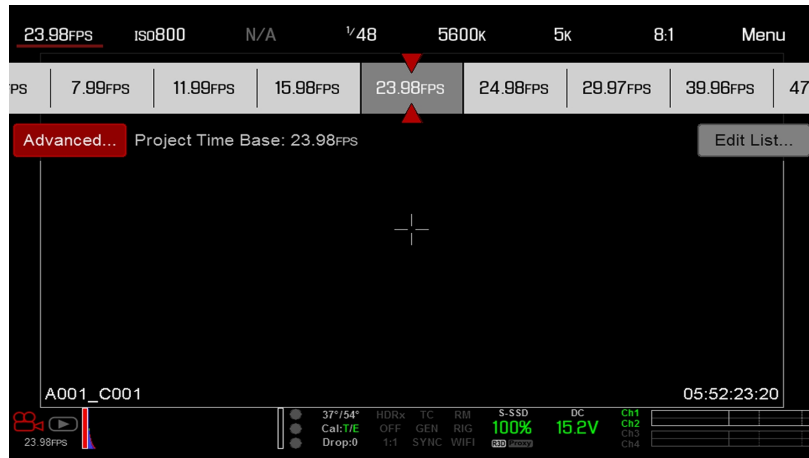 23.98FPS ISO800 N/A 1/48 5600K 5K 8:1 Menu
PS 7.99FPS 11.99FPS 15.98FPS 23.98FPS 24.98FPS 29.97FPS 39.96FPS 47
Advanced... Project Time Base: 23.98FPS Edit List...
A001_C001 05:52:23:20
37°/54° HDRx TC RM S-SSD DC Ch1
Cal:T/E OFF GEN RIG 100% 15.2V Ch2
Ch3
23.98FPS Drop:0 1:1 SYNC WIFI R3D Proxy Ch4